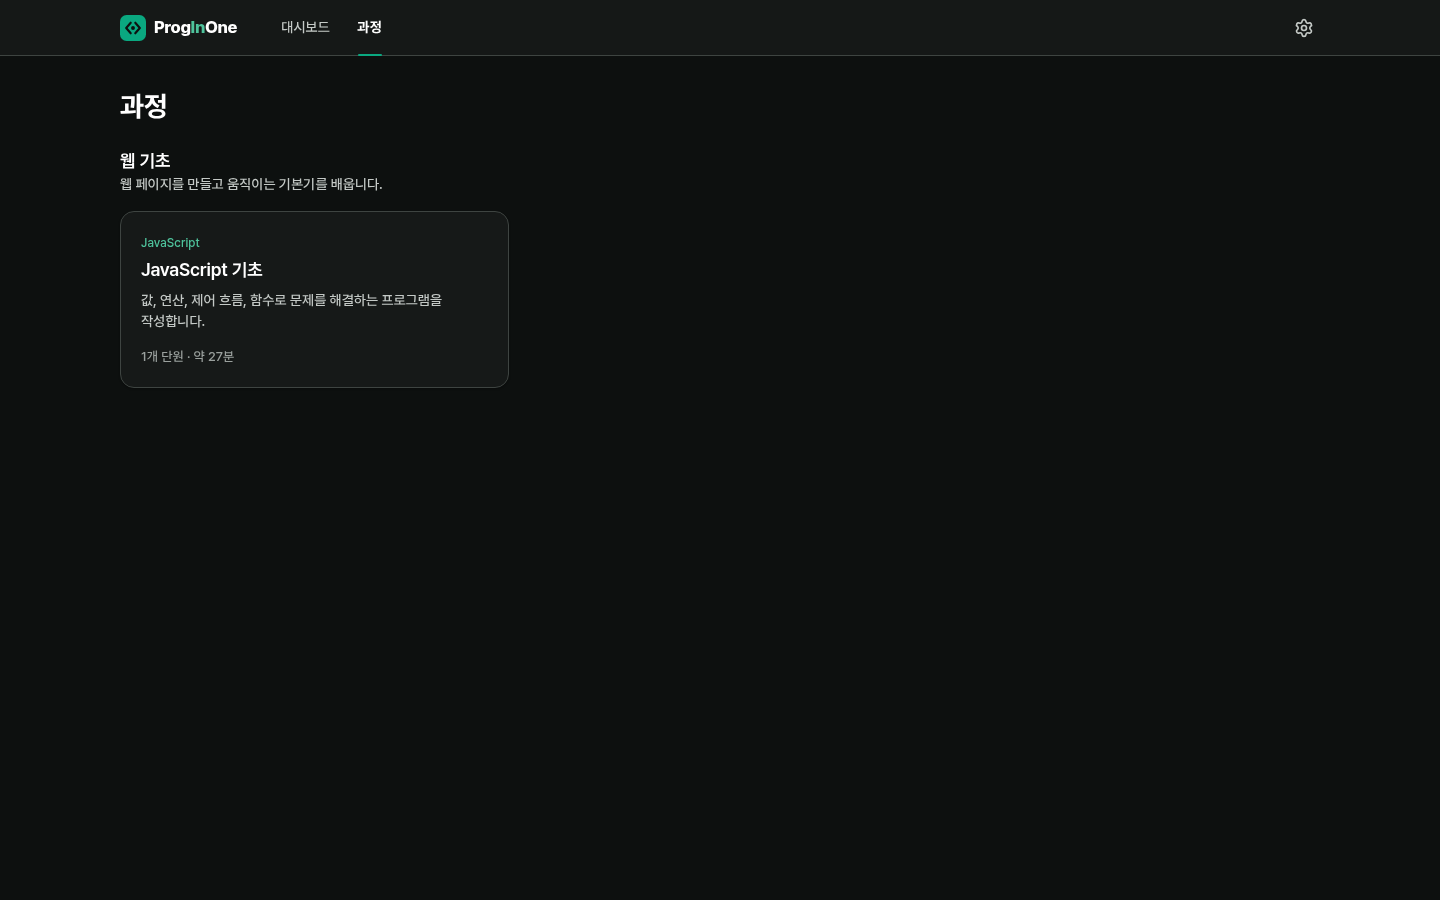 ProgInOne
대시보드
과정
과정
웹 기초
웹 페이지를 만들고 움직이는 기본기를 배웁니다.
JavaScript
JavaScript 기초
값, 연산, 제어 흐름, 함수로 문제를 해결하는 프로그램을
작성합니다.
1개 단원 · 약 27분